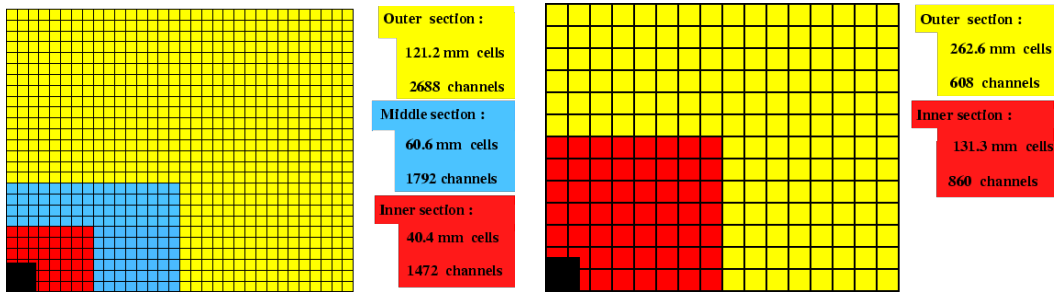 Outer section :
121.2 mm cells
2688 channels
Middle section :
60.6 mm cells
1792 channels
Inner section :
40.4 mm cells
1472 channels
Outer section :
262.6 mm cells
608 channels
Inner section :
131.3 mm cells
860 channels